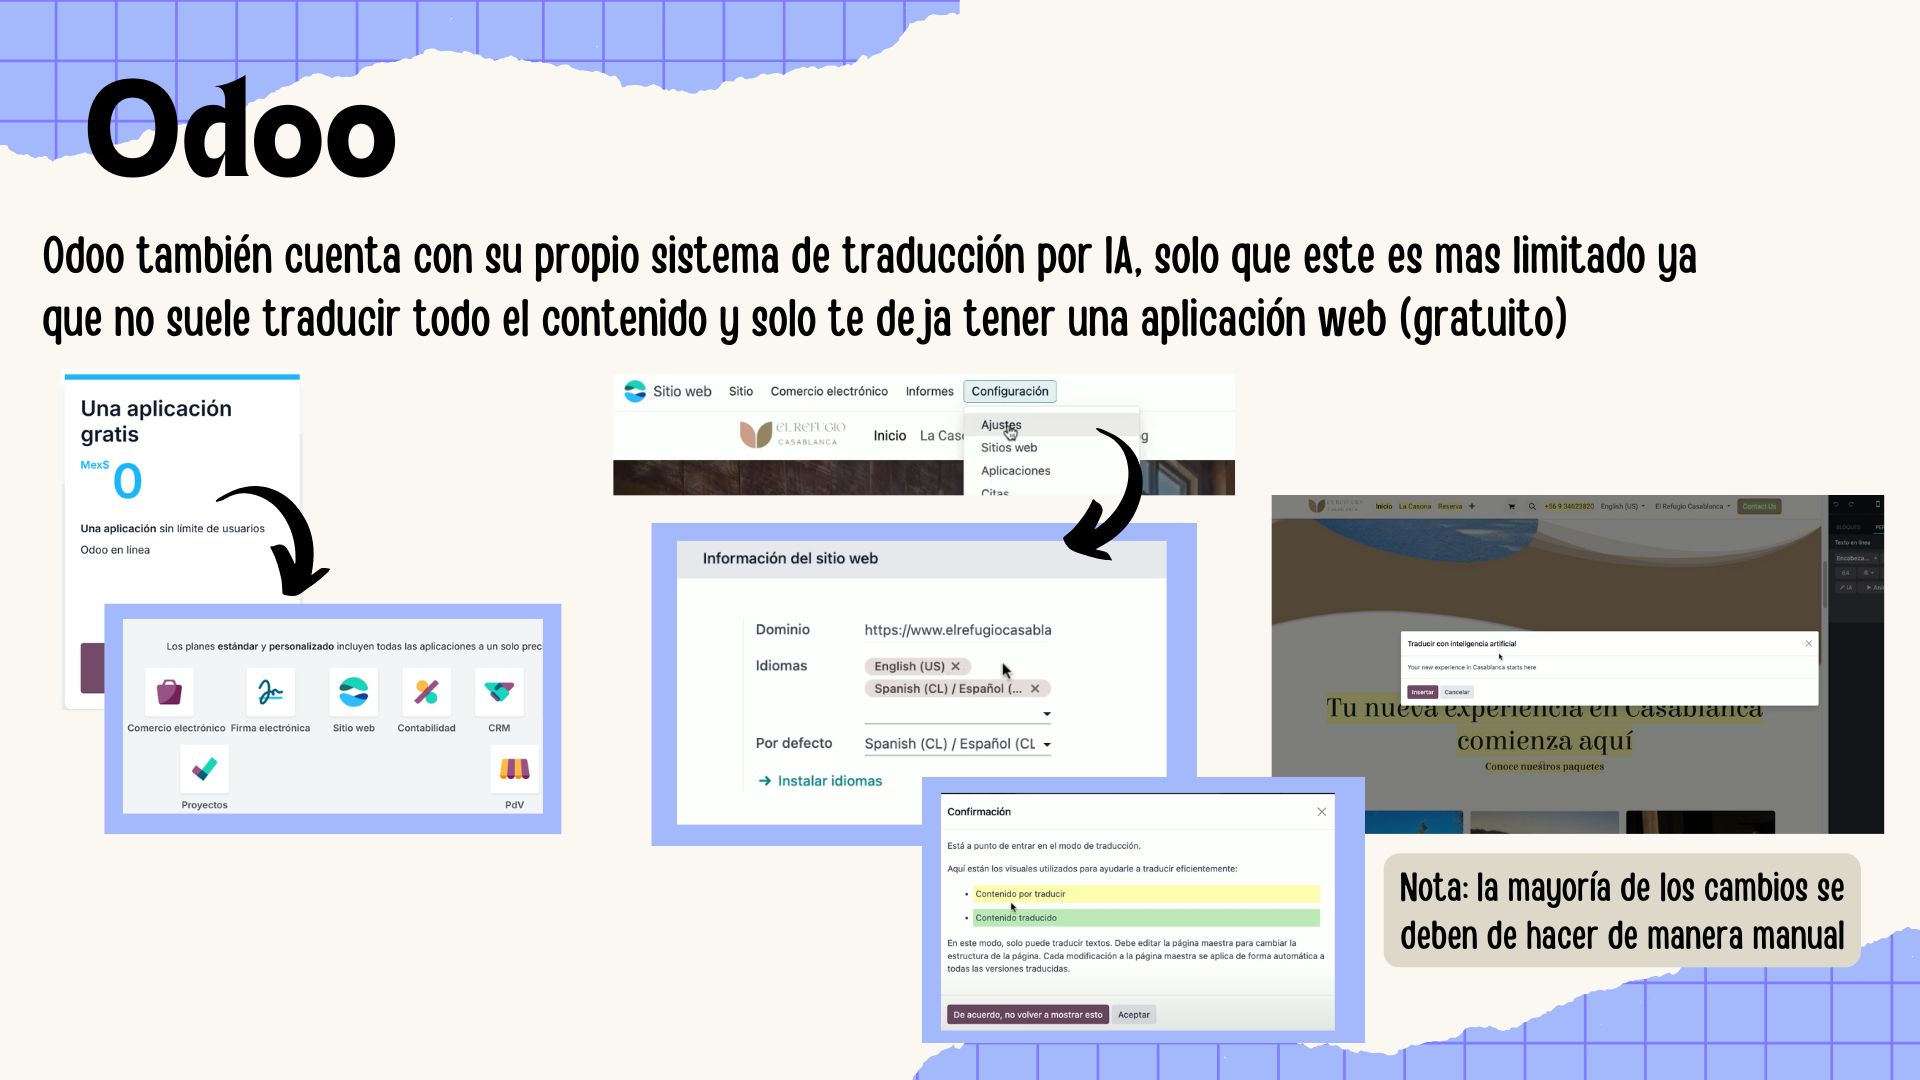 Odoo
Odoo también cuenta con su propio sistema de traducción por IA, solo que este es mas limitado ya
que no suele traducir todo el contenido y solo te deja tener una aplicación web (gratuito)
Una aplicación
gratis
Mex$ 0
Una aplicación sin límite de usuarios
Odoo en línea
Los planes estándar y personalizado incluyen todas las aplicaciones a un solo prec
Comercio electrónico Firma electrónica Sitio web Contabilidad CRM
Proyectos PdV
Sitio web Sitio Comercio electrónico Informes Configuración
EL REFUGIO
CASABLANCA
Inicio La Caso g
Ajustes
Sitios web
Aplicaciones
Citas
Información del sitio web
Dominio https://www.elrefugiocasabla
Idiomas English (US) ×
Spanish (CL) / Español (... ×
Por defecto Spanish (CL) / Español (CL
→ Instalar idiomas
Confirmación
Está a punto de entrar en el modo de traducción.
Aquí están los visuales utilizados para ayudarle a traducir eficientemente:
• Contenido por traducir
• Contenido traducido
En este modo, solo puede traducir textos. Debe editar la página maestra para cambiar la
estructura de la página. Cada modificación a la página maestra se aplica de forma automática a
todas las versiones traducidas.
De acuerdo, no volver a mostrar esto Aceptar
Inicio La Casona Reserva + +56 9 34623820 English (US) El Refugio Casablanca Contact Us
BLOQUES
Texto en línea
Encabeza...
64
IA
Traducir con inteligencia artificial
Your new experience in Casablanca starts here
Insertar Cancelar
Tu nueva experiencia en Casablanca
comienza aquí
Conoce nuestros paquetes
Nota: la mayoría de los cambios se
deben de hacer de manera manual